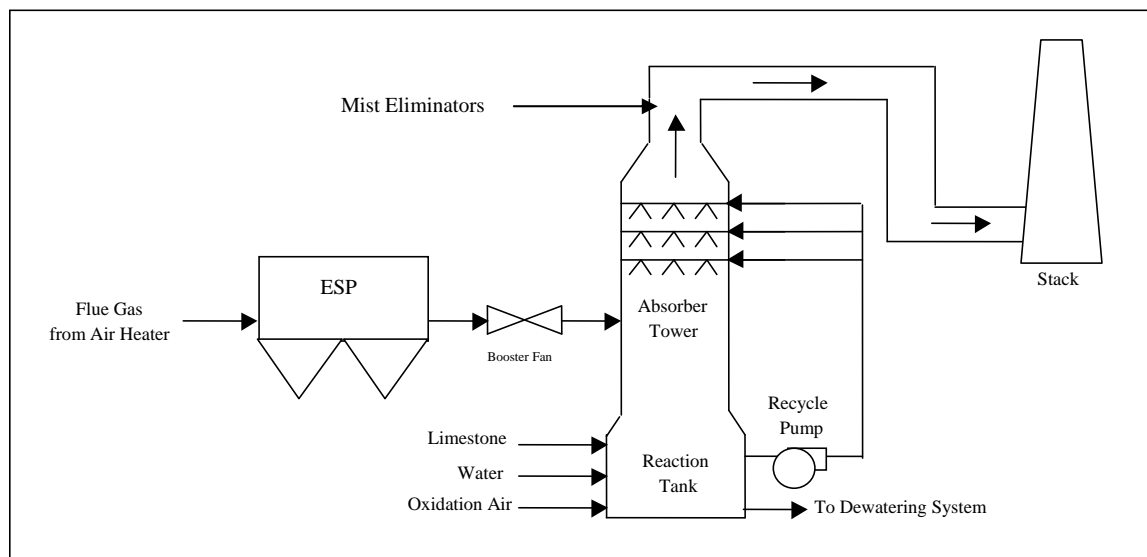 Mist Eliminators
Stack
ESP
Flue Gas
from Air Heater
Booster Fan
Absorber
Tower
Recycle
Pump
Limestone
Water
Oxidation Air
Reaction
Tank
To Dewatering System